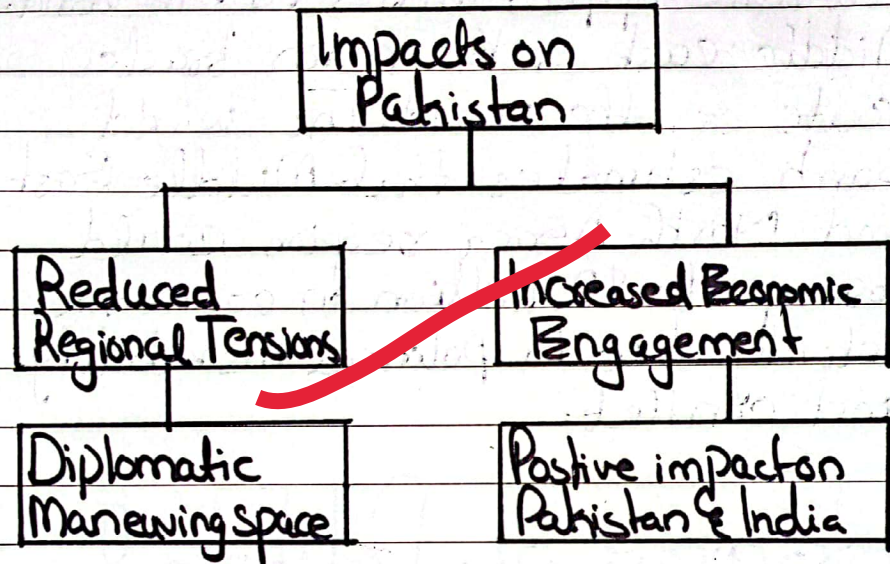 Impacts on
Pakistan
Reduced
Regional Tensions
Increased Economic
Engagement
Diplomatic
Maneuving space
Postive impact on
Pakistan & India